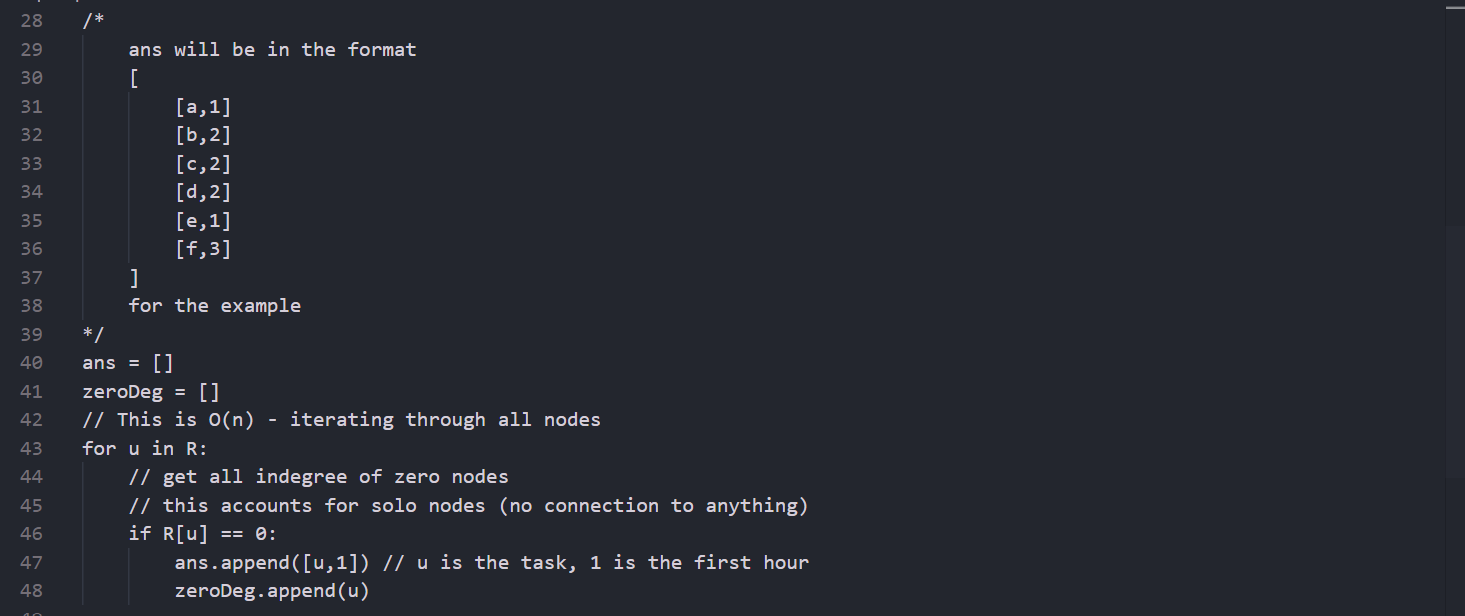 28 /*
29 ans will be in the format
30 [
31 [a,1]
32 [b,2]
33 [c,2]
34 [d,2]
35 [e,1]
36 [f,3]
37 ]
38 for the example
39 */
40 ans = []
41 zeroDeg = []
42 // This is O(n) - iterating through all nodes
43 for u in R:
44 // get all indegree of zero nodes
45 // this accounts for solo nodes (no connection to anything)
46 if R[u] == 0:
47 ans.append([u,1]) // u is the task, 1 is the first hour
48 zeroDeg.append(u)